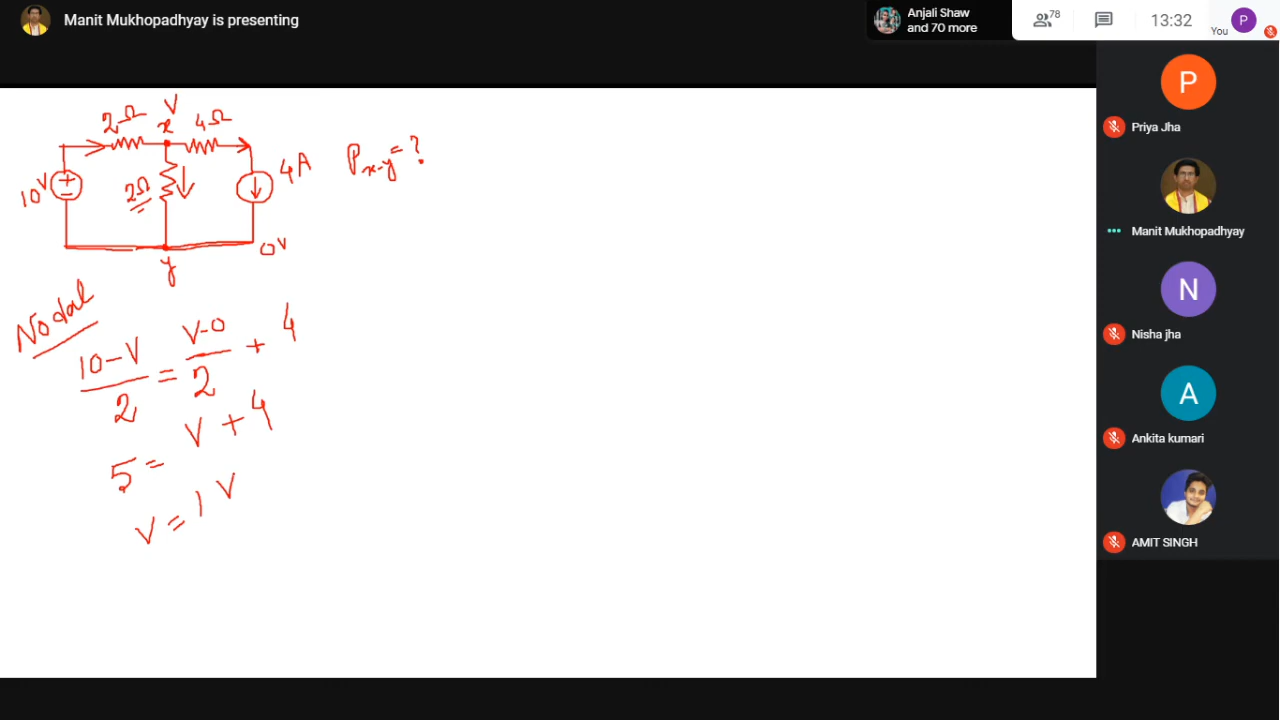 Manit Mukhopadhyay is presenting
Anjali Shaw
and 70 more
78
13:32
You
P
P
Priya Jha
Manit Mukhopadhyay
N
Nisha jha
A
Ankita kumari
AMIT SINGH
2Ω
V
x
4Ω
10V
+
−
2Ω
4A
P x-y = ?
0V
y
Nodal
10-V/2 = V-0/2 + 4
5 = V + 4
V = 1 V